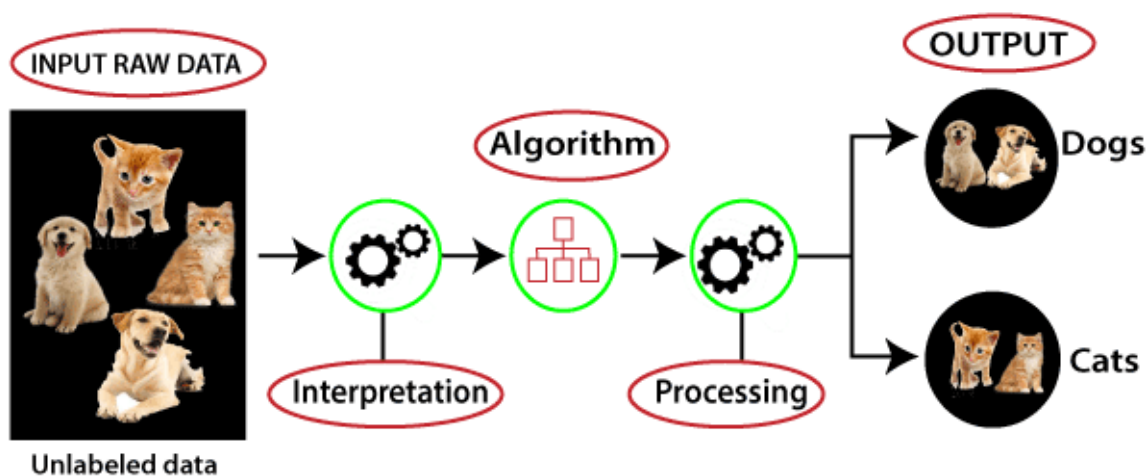 INPUT RAW DATA
OUTPUT
Algorithm
Dogs
Interpretation
Processing
Cats
Unlabeled data